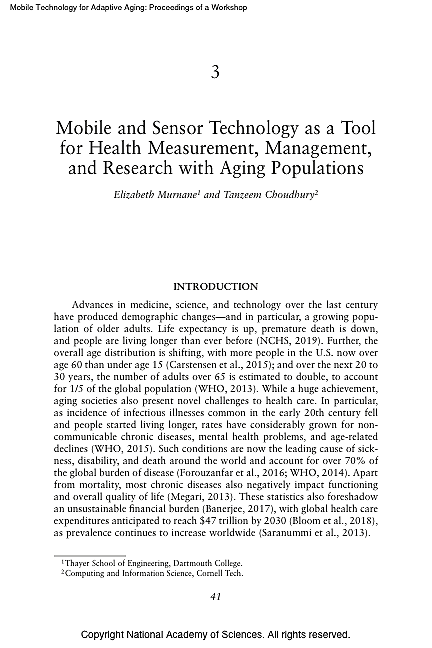 Mobile Technology for Adaptive Aging: Proceedings of a Workshop
3
Mobile and Sensor Technology as a Tool
for Health Measurement, Management,
and Research with Aging Populations
Elizabeth Murnane¹ and Tanzeem Choudhury²
INTRODUCTION
Advances in medicine, science, and technology over the last century
have produced demographic changes—and in particular, a growing popu-
lation of older adults. Life expectancy is up, premature death is down,
and people are living longer than ever before (NCHS, 2019). Further, the
overall age distribution is shifting, with more people in the U.S. now over
age 60 than under age 15 (Carstensen et al., 2015); and over the next 20 to
30 years, the number of adults over 65 is estimated to double, to account
for 1/5 of the global population (WHO, 2013). While a huge achievement,
aging societies also present novel challenges to health care. In particular,
as incidence of infectious illnesses common in the early 20th century fell
and people started living longer, rates have considerably grown for non-
communicable chronic diseases, mental health problems, and age-related
declines (WHO, 2015). Such conditions are now the leading cause of sick-
ness, disability, and death around the world and account for over 70% of
the global burden of disease (Forouzanfar et al., 2016; WHO, 2014). Apart
from mortality, most chronic diseases also negatively impact functioning
and overall quality of life (Megari, 2013). These statistics also foreshadow
an unsustainable financial burden (Banerjee, 2017), with global health care
expenditures anticipated to reach $47 trillion by 2030 (Bloom et al., 2018),
as prevalence continues to increase worldwide (Saranummi et al., 2013).
¹Thayer School of Engineering, Dartmouth College.
²Computing and Information Science, Cornell Tech.
41
Copyright National Academy of Sciences. All rights reserved.